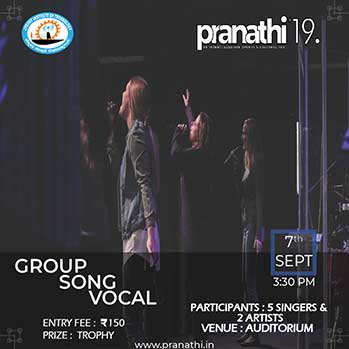 pranathi'19.
7th
SEPT
3:30 PM
GROUP
SONG
VOCAL
ENTRY FEE : ₹150
PRIZE : TROPHY
PARTICIPANTS : 5 SINGERS &
2 ARTISTS
VENUE : AUDITORIUM
www.pranathi.in